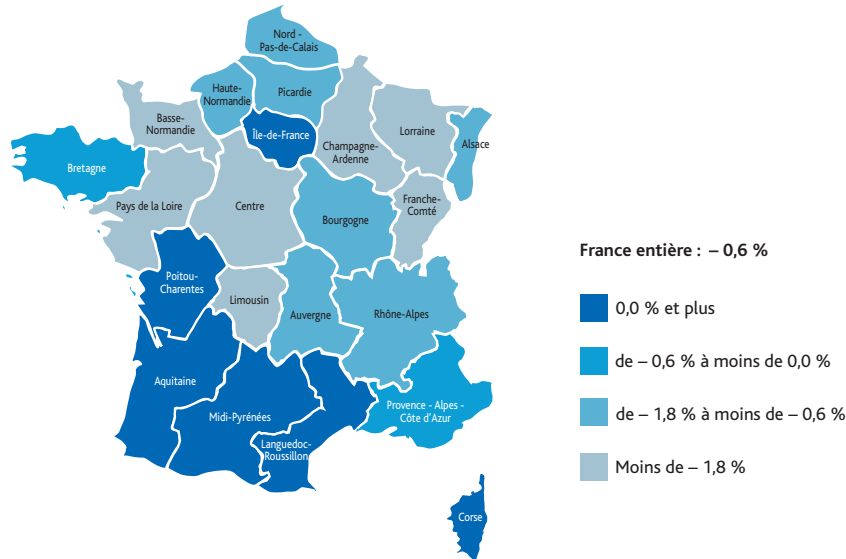 Nord -
Pas-de-Calais
Haute-
Normandie
Picardie
Basse-
Normandie
Île-de-France
Champagne-
Ardenne
Lorraine
Alsace
Bretagne
Pays de la Loire
Centre
Franche-
Comté
Bourgogne
Poitou-
Charentes
Limousin
Auvergne
Rhône-Alpes
Aquitaine
Midi-Pyrénées
Provence - Alpes -
Côte d'Azur
Languedoc-
Roussillon
Corse
France entière : – 0,6 %
0,0 % et plus
de – 0,6 % à moins de 0,0 %
de – 1,8 % à moins de – 0,6 %
Moins de – 1,8 %